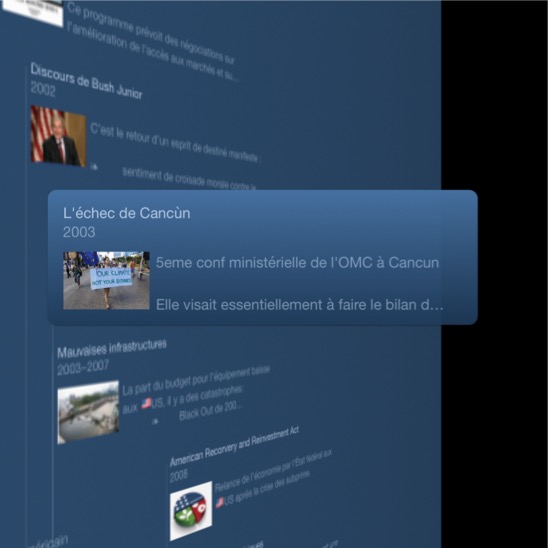 Ce programme prévoit des négociations sur
l'amélioration de l'accès aux marchés et su...
Discours de Bush Junior
2002
C'est le retour d'un esprit de destiné manifeste :
sentiment de croisade morale contre le
L'échec de Cancùn
2003
OUR CLIMATE
NOT YOUR BUSINESS
5eme conf ministérielle de l'OMC à Cancun
Elle visait essentiellement à faire le bilan d...
Mauvaises infrastructures
2003–2007
La part du budget pour l'équipement baisse
aux 🇺🇸US, il y a des catastrophes:
Black Out de 200...
American Recorvery and Reinvestment Act
2008
Relance de l'économie par l'État fédéral aux
🇺🇸US après la crise des subprime.